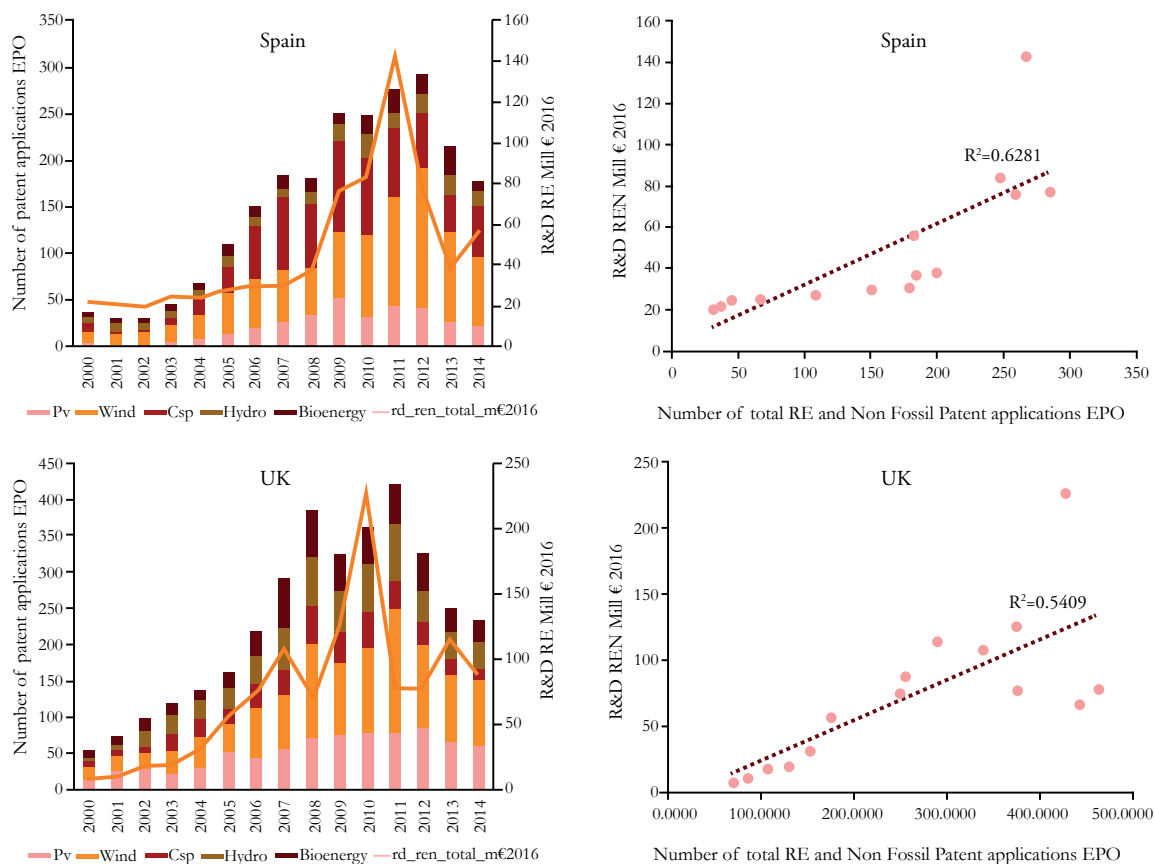 Spain
Number of patent applications EPO
350
300
250
200
150
100
50
0
160
140
120
100
80
60
40
20
0
R&D RE Mill € 2016
2000 2001 2002 2003 2004 2005 2006 2007 2008 2009 2010 2011 2012 2013 2014
Pv Wind Csp Hydro Bioenergy rd_ren_total_m€2016
Spain
R&D REN Mill € 2016
160
140
120
100
80
60
40
20
0
R²=0.6281
0 50 100 150 200 250 300 350
Number of total RE and Non Fossil Patent applications EPO
UK
Number of patent applications EPO
450
400
350
300
250
200
150
100
50
0
250
200
150
100
50
0
R&D RE Mill € 2016
2000 2001 2002 2003 2004 2005 2006 2007 2008 2009 2010 2011 2012 2013 2014
Pv Wind Csp Hydro Bioenergy rd_ren_total_m€2016
UK
R&D REN Mill € 2016
250
200
150
100
50
0
R²=0.5409
0.0000 100.0000 200.0000 300.0000 400.0000 500.0000
Number of total RE and Non Fossil Patent applications EPO